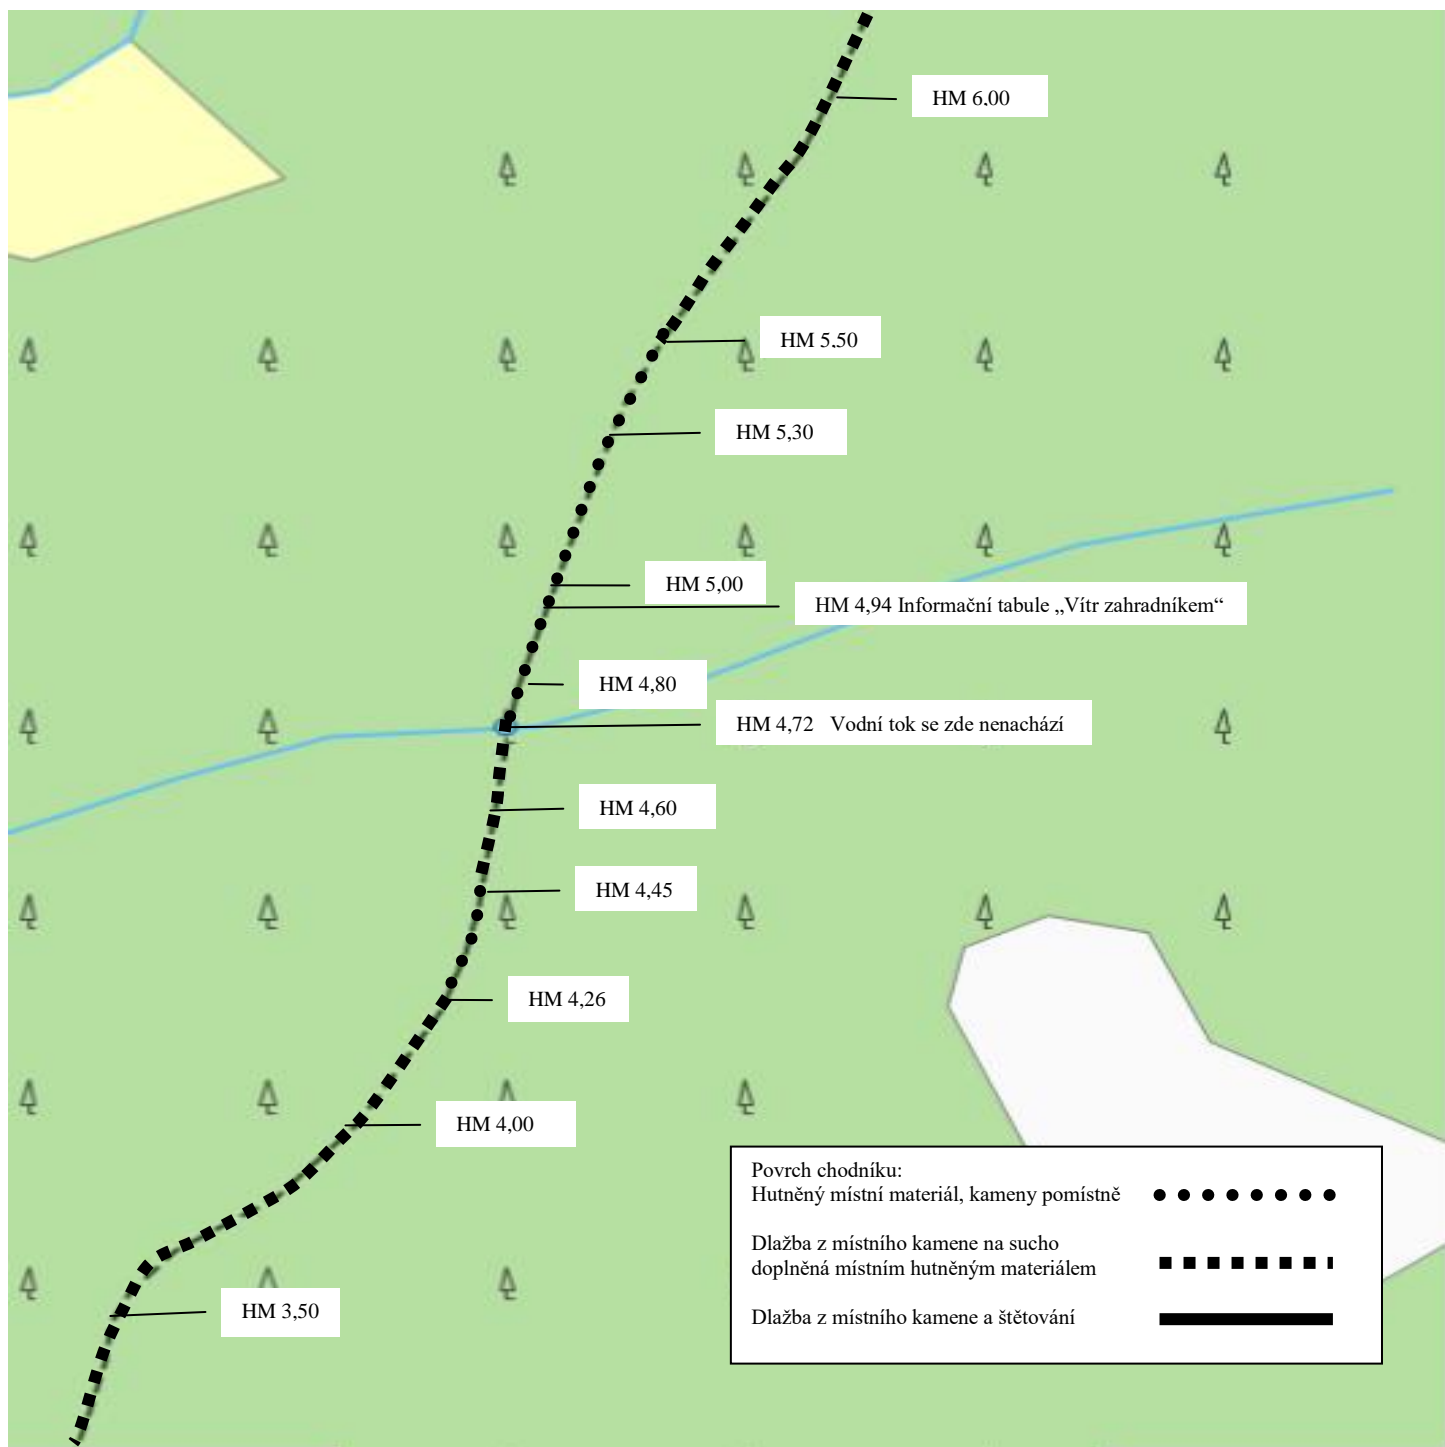 HM 6.00
HM 5.50
HM 5,30
HM 5,00
HM 4,94 Informační tabule „Vítr zahradníkem“
HM 4,80
HM 4,72 Vodní tok se zde nenachází
HM 4,60
HM 4,45
HM 4,26
HM 4,00
HM 3,50
Povrch chodníku:
Hutněný místní materiál, kameny pomístně
Dlažba z místního kamene na sucho
doplněná místním hutněným materiálem
Dlažba z místního kamene a štětování